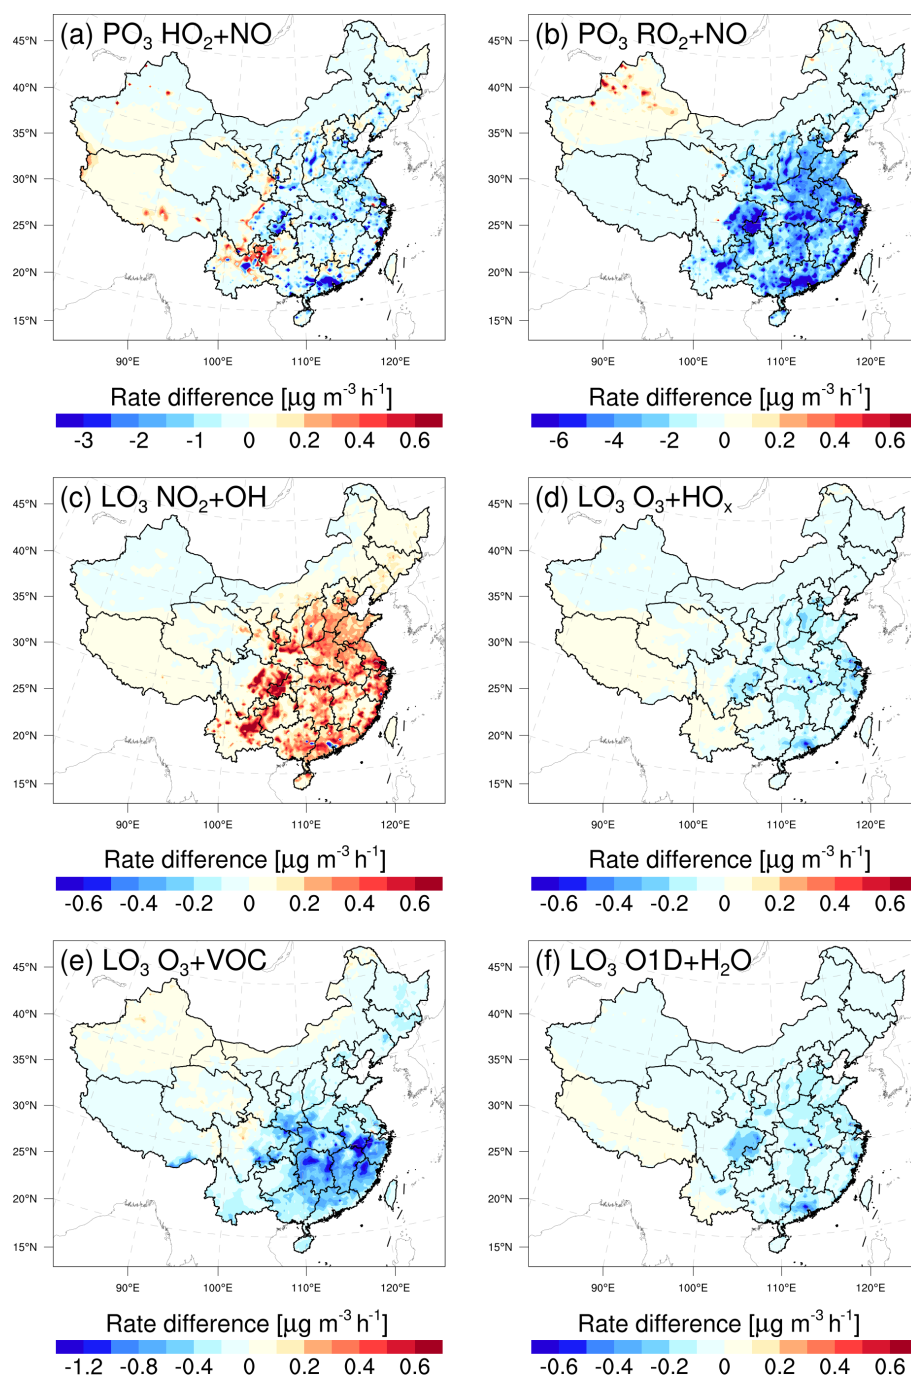 (a) PO₃ HO₂+NO
45°N
40°N
35°N
30°N
25°N
20°N
15°N
90°E 100°E 110°E 120°E
Rate difference [μg m⁻³ h⁻¹]
-3 -2 -1 0 0.2 0.4 0.6
(b) PO₃ RO₂+NO
45°N
40°N
35°N
30°N
25°N
20°N
15°N
90°E 100°E 110°E 120°E
Rate difference [μg m⁻³ h⁻¹]
-6 -4 -2 0 0.2 0.4 0.6
(c) LO₃ NO₂+OH
45°N
40°N
35°N
30°N
25°N
20°N
15°N
90°E 100°E 110°E 120°E
Rate difference [μg m⁻³ h⁻¹]
-0.6 -0.4 -0.2 0 0.2 0.4 0.6
(d) LO₃ O₃+HOₓ
45°N
40°N
35°N
30°N
25°N
20°N
15°N
90°E 100°E 110°E 120°E
Rate difference [μg m⁻³ h⁻¹]
-0.6 -0.4 -0.2 0 0.2 0.4 0.6
(e) LO₃ O₃+VOC
45°N
40°N
35°N
30°N
25°N
20°N
15°N
90°E 100°E 110°E 120°E
Rate difference [μg m⁻³ h⁻¹]
-1.2 -0.8 -0.4 0 0.2 0.4 0.6
(f) LO₃ O1D+H₂O
45°N
40°N
35°N
30°N
25°N
20°N
15°N
90°E 100°E 110°E 120°E
Rate difference [μg m⁻³ h⁻¹]
-0.6 -0.4 -0.2 0 0.2 0.4 0.6